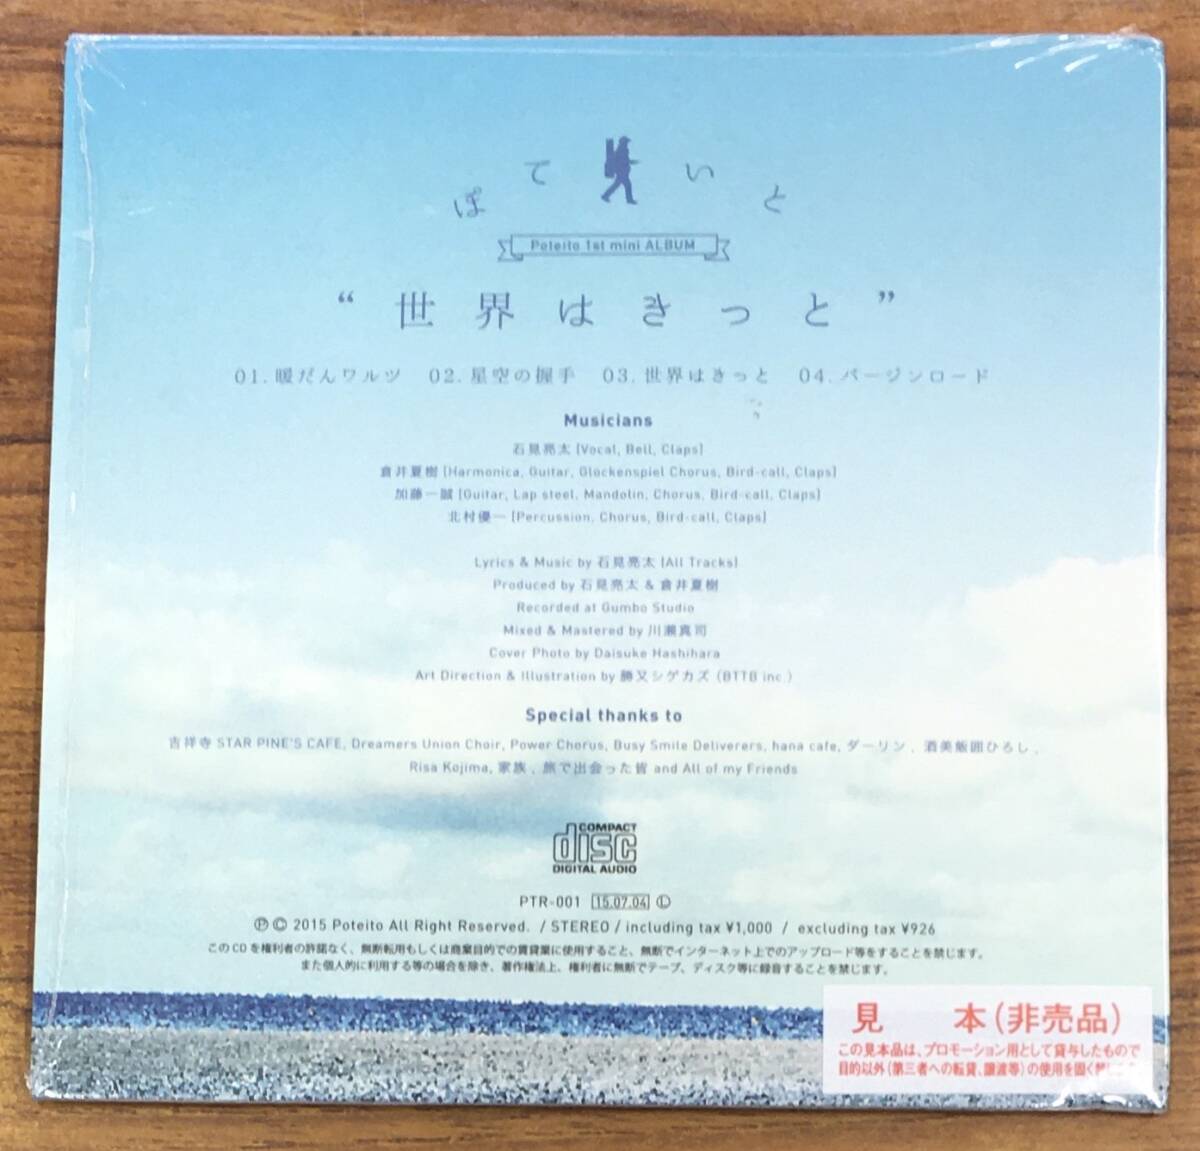 ぽていと
Poteito 1st mini ALBUM
“世界はきっと”
01.暖だんワルツ 02.星空の握手 03.世界はきっと 04.バージンロード
Musicians
石見亮太 [Vocal, Bell, Claps]
倉井夏樹 [Harmonica, Guitar, Glockenspiel Chorus, Bird-call, Claps]
加藤一誠 [Guitar, Lap steel, Mandolin, Chorus, Bird-call, Claps]
北村優一 [Percussion, Chorus, Bird-call, Claps]
Lyrics & Music by 石見亮太 [All Tracks]
Produced by 石見亮太 & 倉井夏樹
Recorded at Gumbo Studio
Mixed & Mastered by 川瀬真司
Cover Photo by Daisuke Hashihara
Art Direction & Illustration by 勝又シゲカズ (BTTB inc.)
Special thanks to
吉祥寺 STAR PINE'S CAFE, Dreamers Union Choir, Power Chorus, Busy Smile Deliverers, hana cafe, ダーリン, 酒美飯囲ひろし,
Risa Kojima, 家族, 旅で出会った皆 and All of my Friends
COMPACT
disc
DIGITAL AUDIO
PTR-001 15.07.04 Ⓛ
Ⓟ © 2015 Poteito All Right Reserved. / STEREO / including tax ¥1,000 / excluding tax ¥926
このCDを権利者の許諾なく、無断転用もしくは商業目的での賃貸業に使用すること、無断でインターネット上でのアップロード等をすることを禁じます。
また個人的に利用する等の場合を除き、著作権法上、権利者に無断でテープ、ディスク等に録音することを禁じます。
見 本(非売品)
この見本品は、プロモーション用として貸与したもので
目的以外(第三者への転貸、譲渡等)の使用を固く禁じ